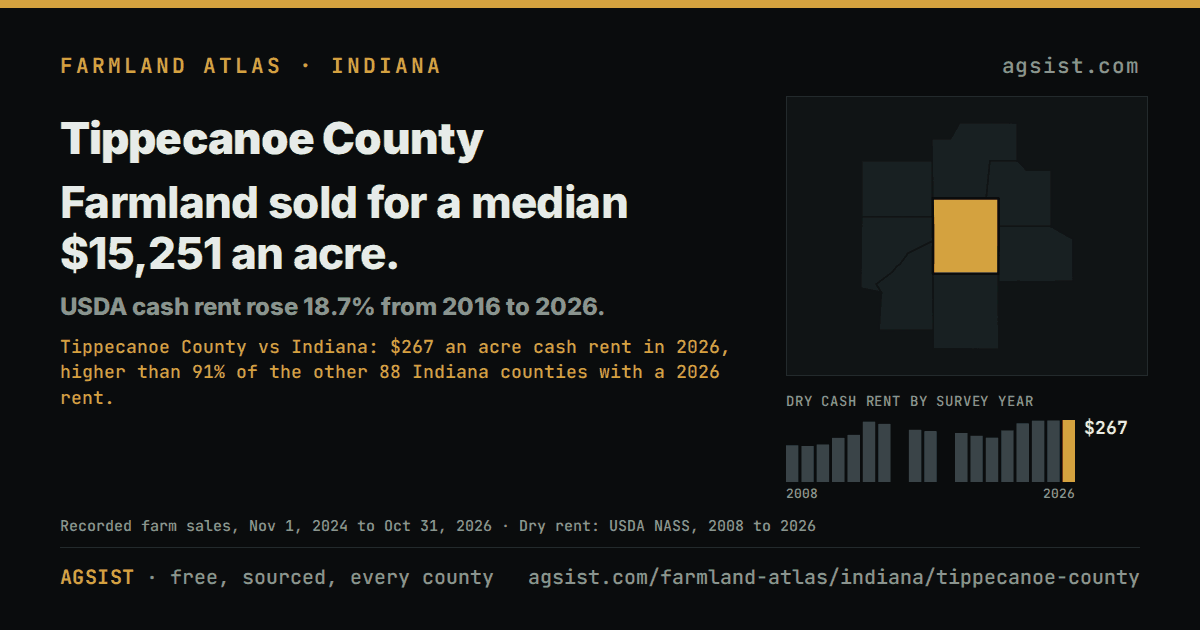 FARMLAND ATLAS · INDIANA
agsist.com
Tippecanoe County
Farmland sold for a median
$15,251 an acre.
USDA cash rent rose 18.7% from 2016 to 2026.
Tippecanoe County vs Indiana: $267 an acre cash rent in 2026,
higher than 91% of the other 88 Indiana counties with a 2026
rent.
DRY CASH RENT BY SURVEY YEAR
$267
2008 2026
Recorded farm sales, Nov 1, 2024 to Oct 31, 2026 · Dry rent: USDA NASS, 2008 to 2026
AGSIST · free, sourced, every county agsist.com/farmland-atlas/indiana/tippecanoe-county